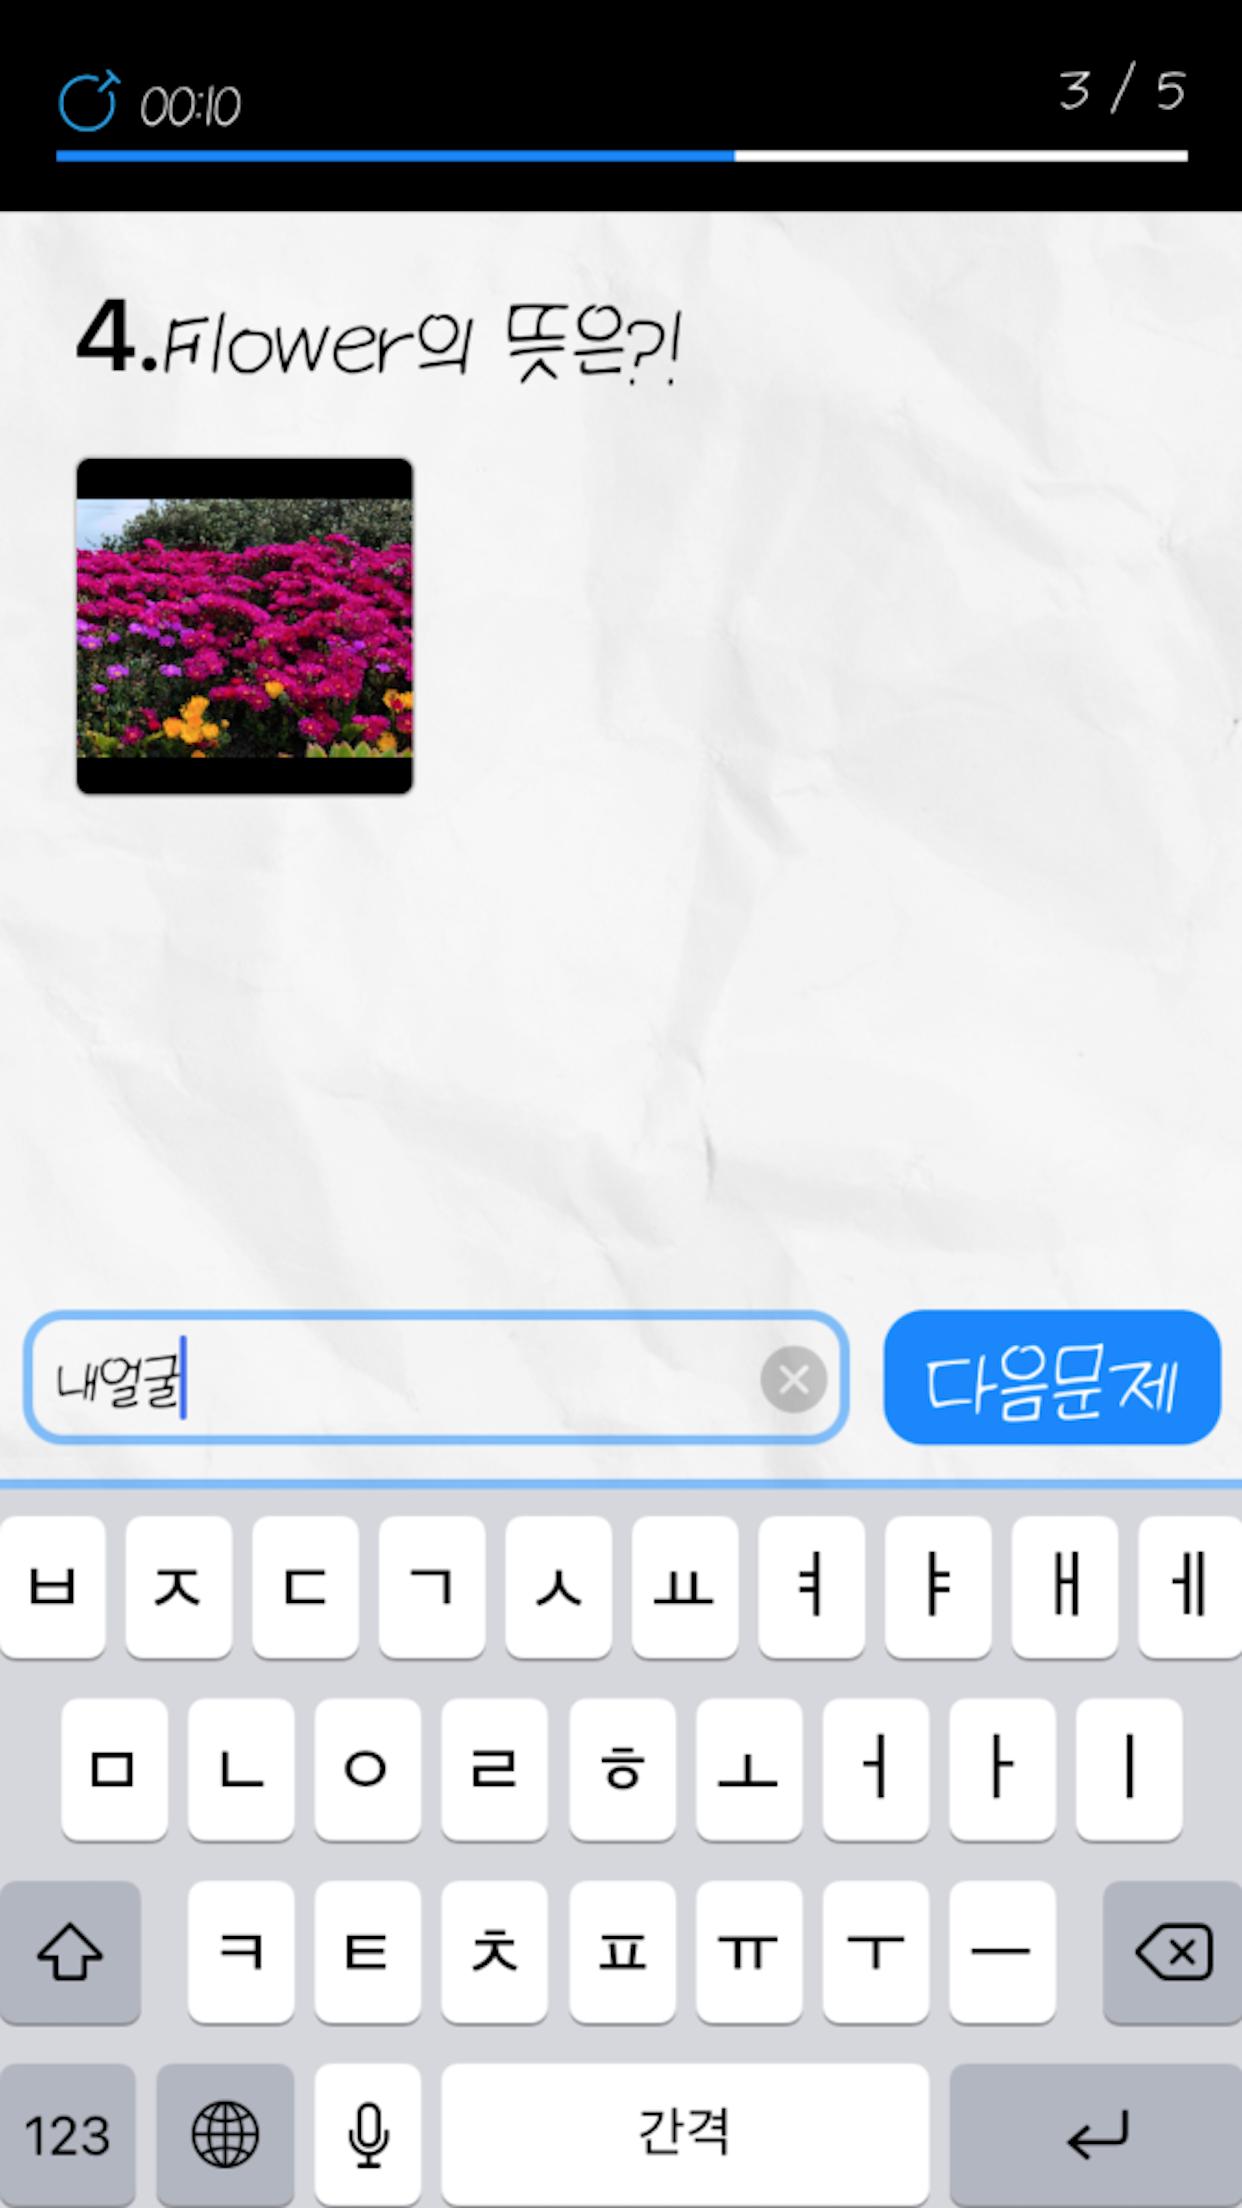 00:10
3 / 5
4.Flower의 뜻은?!
내얼굴
다음문제
ㅂ ㅈ ㄷ ㄱ ㅅ ㅛ ㅕ ㅑ ㅐ ㅔ
ㅁ ㄴ ㅇ ㄹ ㅎ ㅗ ㅓ ㅏ ㅣ
ㅋ ㅌ ㅊ ㅍ ㅠ ㅜ ㅡ
123 간격